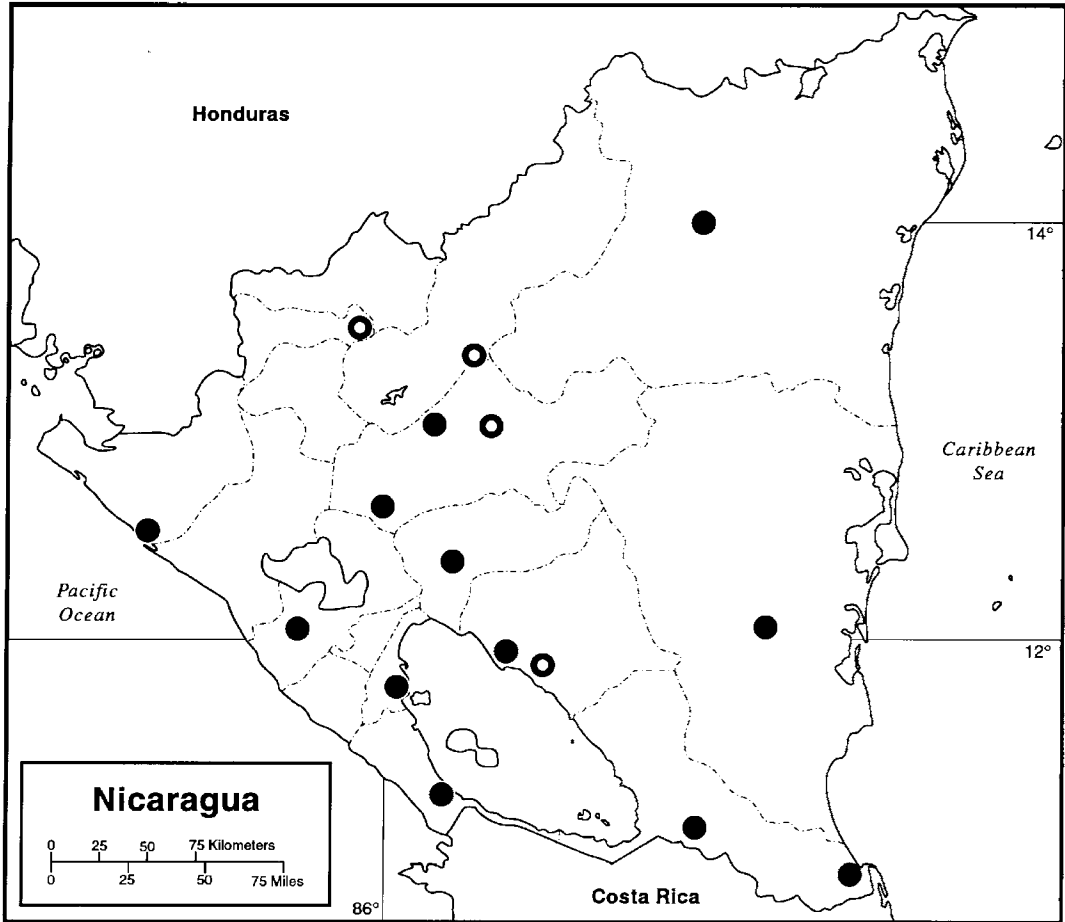 Honduras
14°
Caribbean
Sea
Pacific
Ocean
12°
Nicaragua
0 25 50 75 Kilometers
0 25 50 75 Miles
86°
Costa Rica